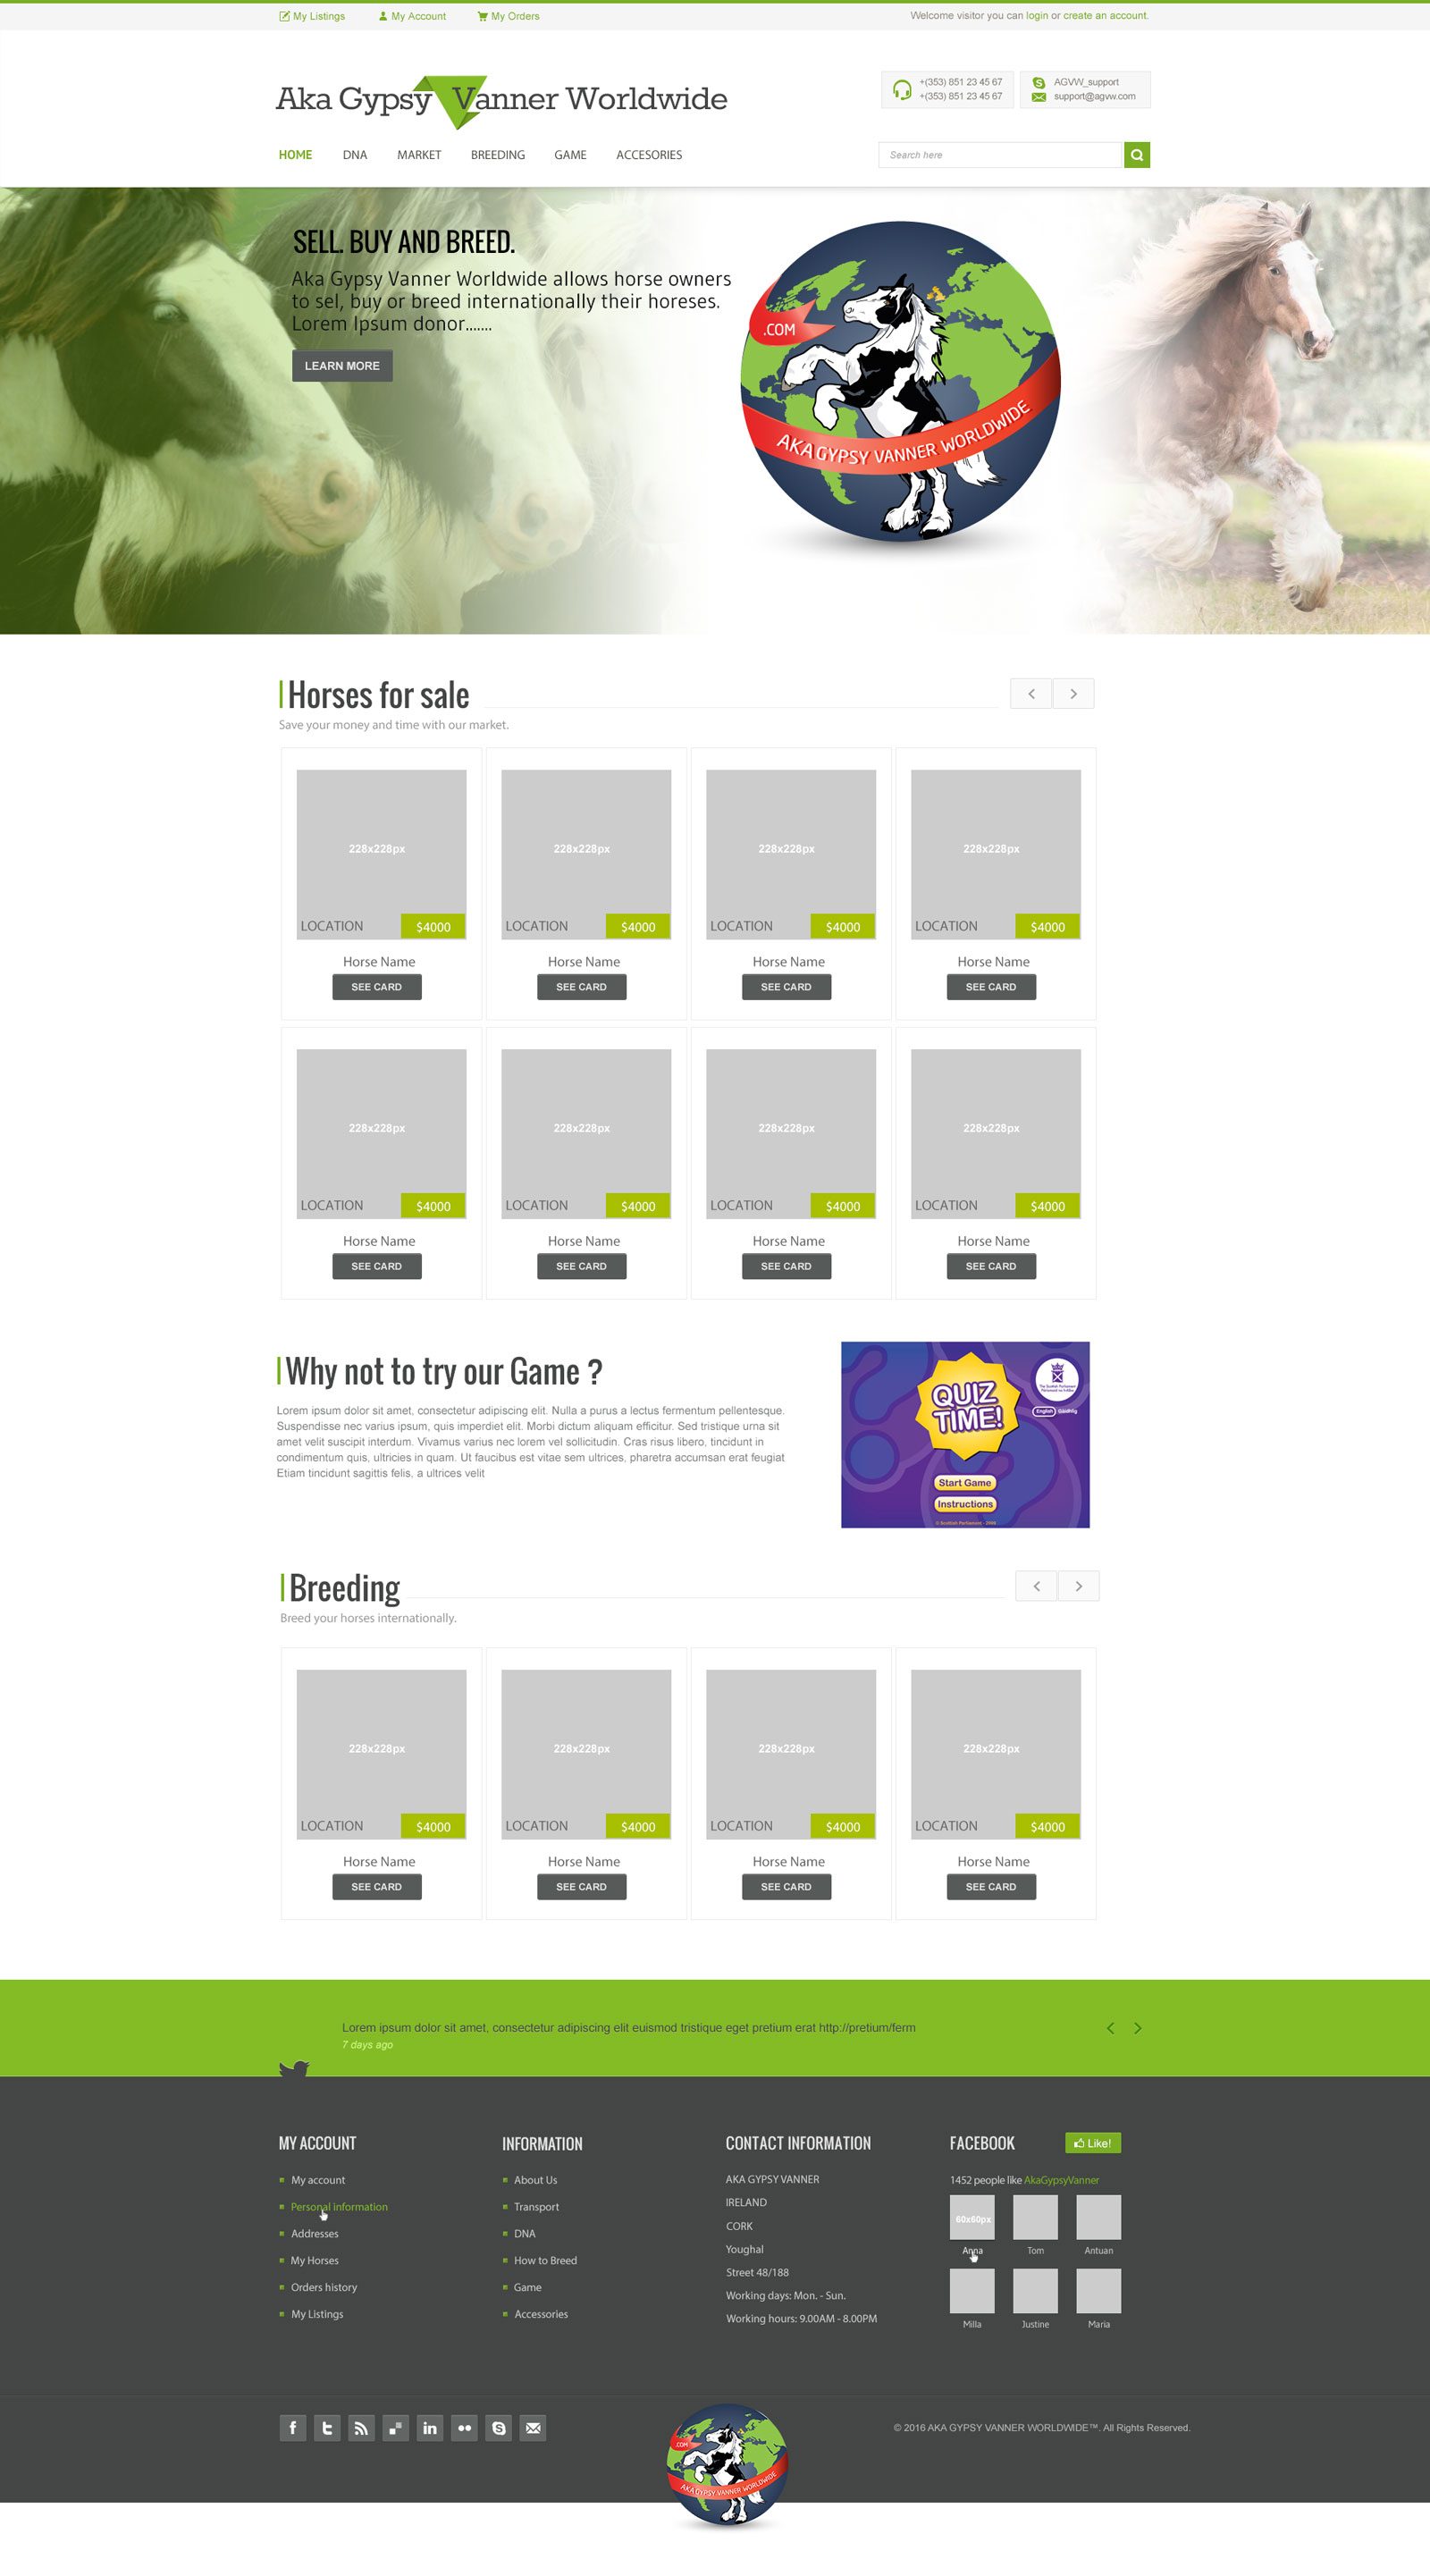 My Listings
My Account
My Orders
Welcome visitor you can login or create an account.
Aka Gypsy Vanner Worldwide
+(353) 851 23 45 67
+(353) 851 23 45 67
AGVW_support
support@agvw.com
HOME
DNA
MARKET
BREEDING
GAME
ACCESORIES
Search here
SELL. BUY AND BREED.
Aka Gypsy Vanner Worldwide allows horse owners
to sel, buy or breed internationally their horeses.
Lorem Ipsum donor.......
LEARN MORE
.COM
AKA GYPSY VANNER WORLDWIDE
Horses for sale
Save your money and time with our market.
228x228px
228x228px
228x228px
228x228px
LOCATION $4000
LOCATION $4000
LOCATION $4000
LOCATION $4000
Horse Name
Horse Name
Horse Name
Horse Name
SEE CARD
SEE CARD
SEE CARD
SEE CARD
228x228px
228x228px
228x228px
228x228px
LOCATION $4000
LOCATION $4000
LOCATION $4000
LOCATION $4000
Horse Name
Horse Name
Horse Name
Horse Name
SEE CARD
SEE CARD
SEE CARD
SEE CARD
Why not to try our Game ?
Lorem ipsum dolor sit amet, consectetur adipiscing elit. Nulla a purus a lectus fermentum pellentesque.
Suspendisse nec varius ipsum, quis imperdiet elit. Morbi dictum aliquam efficitur. Sed tristique urna sit
amet velit suscipit interdum. Vivamus varius nec lorem vel sollicitudin. Cras risus libero, tincidunt in
condimentum quis, ultricies in quam. Ut faucibus est vitae sem ultrices, pharetra accumsan erat feugiat
Etiam tincidunt sagittis felis, a ultrices velit
QUIZ
TIME!
The Scottish Parliament
English Gàidhlig
Start Game
Instructions
Breeding
Breed your horses internationally.
228x228px
228x228px
228x228px
228x228px
LOCATION $4000
LOCATION $4000
LOCATION $4000
LOCATION $4000
Horse Name
Horse Name
Horse Name
Horse Name
SEE CARD
SEE CARD
SEE CARD
SEE CARD
Lorem ipsum dolor sit amet, consectetur adipiscing elit euismod tristique eget pretium erat http://pretium/ferm
7 days ago
MY ACCOUNT
My account
Personal information
Addresses
My Horses
Orders history
My Listings
INFORMATION
About Us
Transport
DNA
How to Breed
Game
Accessories
CONTACT INFORMATION
AKA GYPSY VANNER
IRELAND
CORK
Youghal
Street 48/188
Working days: Mon. - Sun.
Working hours: 9.00AM - 8.00PM
FACEBOOK
Like!
1452 people like AkaGypsyVanner
60x60px
Anna
Tom
Antuan
Milla
Justine
Maria
.COM
AKA GYPSY VANNER WORLDWIDE
© 2016 AKA GYPSY VANNER WORLDWIDE™. All Rights Reserved.